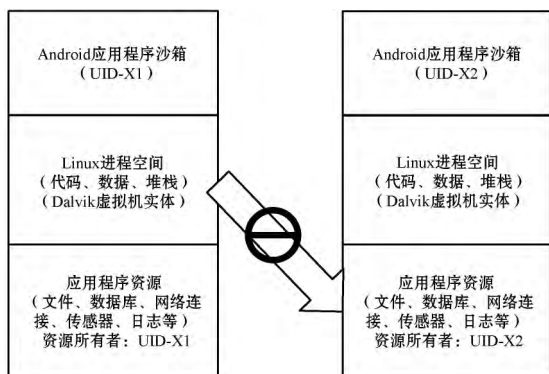 Android应用程序沙箱
（UID-X1）
Linux进程空间
（代码、数据、堆栈）
（Dalvik虚拟机实体）
应用程序资源
（文件、数据库、网络连
接、传感器、日志等）
资源所有者：UID-X1
Android应用程序沙箱
（UID-X2）
Linux进程空间
（代码、数据、堆栈）
（Dalvik虚拟机实体）
应用程序资源
（文件、数据库、网络连
接、传感器、日志等）
资源所有者：UID-X2